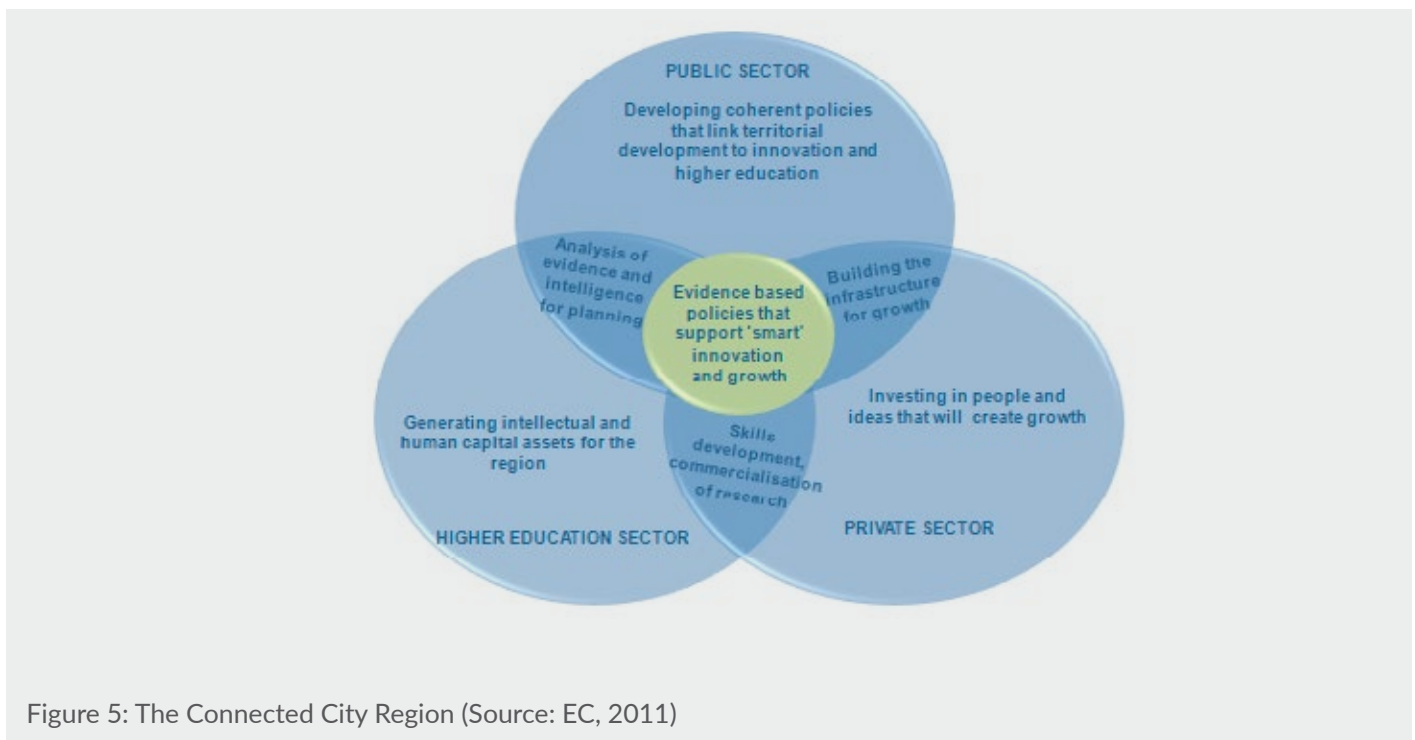 PUBLIC SECTOR
Developing coherent policies
that link territorial
development to innovation and
higher education
Analysis of
evidence and
intelligence
for planning
Evidence based
policies that
support 'smart'
innovation
and growth
Building the
infrastructure
for growth
Generating intellectual and
human capital assets for the
region
HIGHER EDUCATION SECTOR
Skills
development,
commercialisation
of research
Investing in people and
ideas that will create growth
PRIVATE SECTOR
Figure 5: The Connected City Region (Source: EC, 2011)